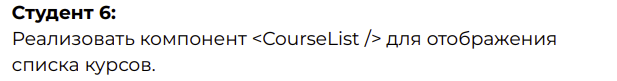 Студент 6:
Реализовать компонент <CourseList /> для отображения
списка курсов.